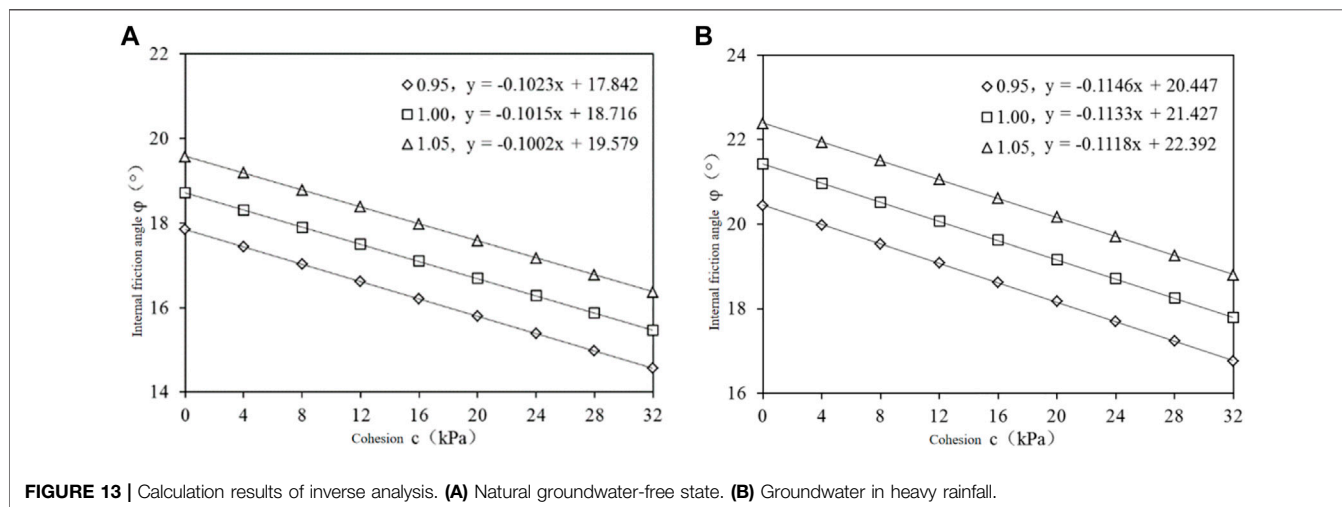 A
22
20
18
16
14
Internal friction angle φ (°)
0.95, y = -0.1023x + 17.842
1.00, y = -0.1015x + 18.716
1.05, y = -0.1002x + 19.579
0 4 8 12 16 20 24 28 32
Cohesion c（kPa）
B
24
22
20
18
16
Internal friction angle φ (°)
0.95, y = -0.1146x + 20.447
1.00, y = -0.1133x + 21.427
1.05, y = -0.1118x + 22.392
0 4 8 12 16 20 24 28 32
Cohesion c（kPa）
FIGURE 13 | Calculation results of inverse analysis. (A) Natural groundwater-free state. (B) Groundwater in heavy rainfall.